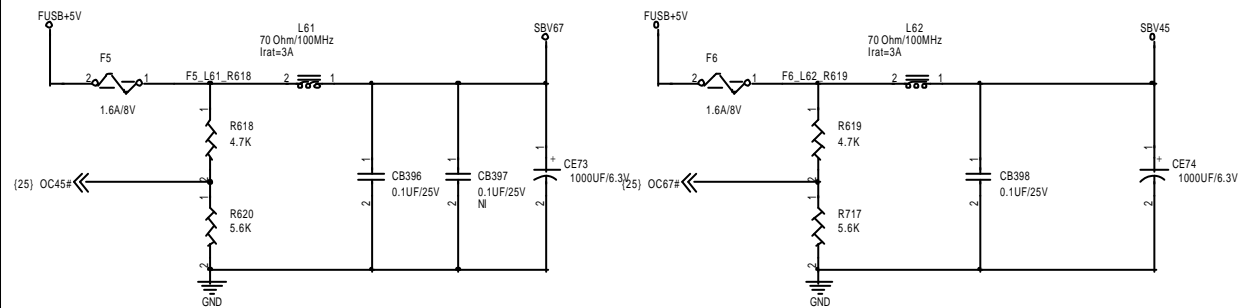 FUSB+5V
L61
70 Ohm/100MHz
Irat=3A
SBV67
F5
2
1
F5_L61_R618
2
1
1.6A/8V
1
R618
4.7K
2
{25} OC45#
1
R620
5.6K
2
GND
1
CB396
0.1UF/25V
2
1
CB397
0.1UF/25V
NI
2
1
+
CE73
1000UF/6.3V
2
FUSB+5V
L62
70 Ohm/100MHz
Irat=3A
SBV45
F6
2
1
F6_L62_R619
2
1
1.6A/8V
1
R619
4.7K
2
{25} OC67#
1
R717
5.6K
2
GND
1
CB398
0.1UF/25V
2
1
+
CE74
1000UF/6.3V
2